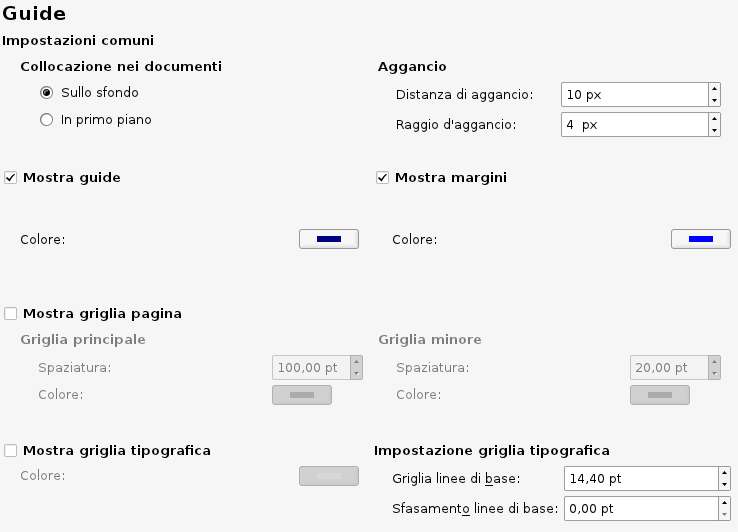 Guide
Impostazioni comuni
Collocazione nei documenti
Aggancio
Sullo sfondo
Distanza di aggancio: 10 px
In primo piano
Raggio d'aggancio: 4 px
Mostra guide
Mostra margini
Colore:
Colore:
Mostra griglia pagina
Griglia principale
Griglia minore
Spaziatura: 100,00 pt
Spaziatura: 20,00 pt
Colore:
Colore:
Mostra griglia tipografica
Impostazione griglia tipografica
Colore:
Griglia linee di base: 14,40 pt
Sfasamento linee di base: 0,00 pt